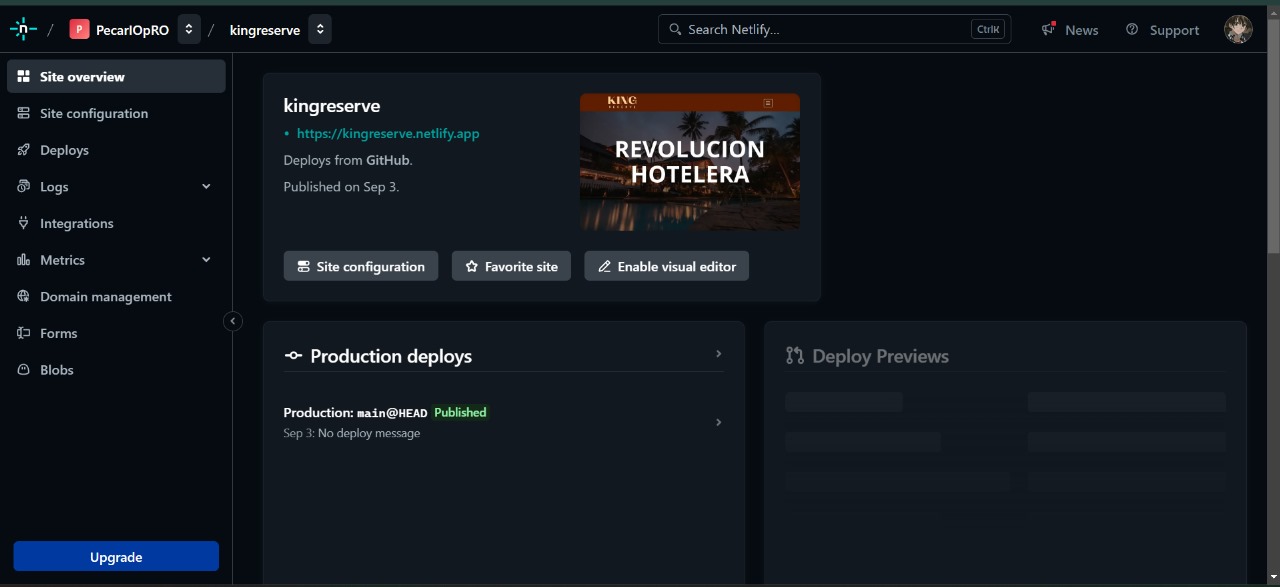 / P PecarlOpRO / kingreserve
Search Netlify... CtrlK
News
Support
Site overview
Site configuration
Deploys
Logs
Integrations
Metrics
Domain management
Forms
Blobs
Upgrade
kingreserve
• https://kingreserve.netlify.app
Deploys from GitHub.
Published on Sep 3.
KING
REVOLUCION
HOTELERA
Site configuration
Favorite site
Enable visual editor
Production deploys
Production: main@HEAD Published
Sep 3: No deploy message
Deploy Previews